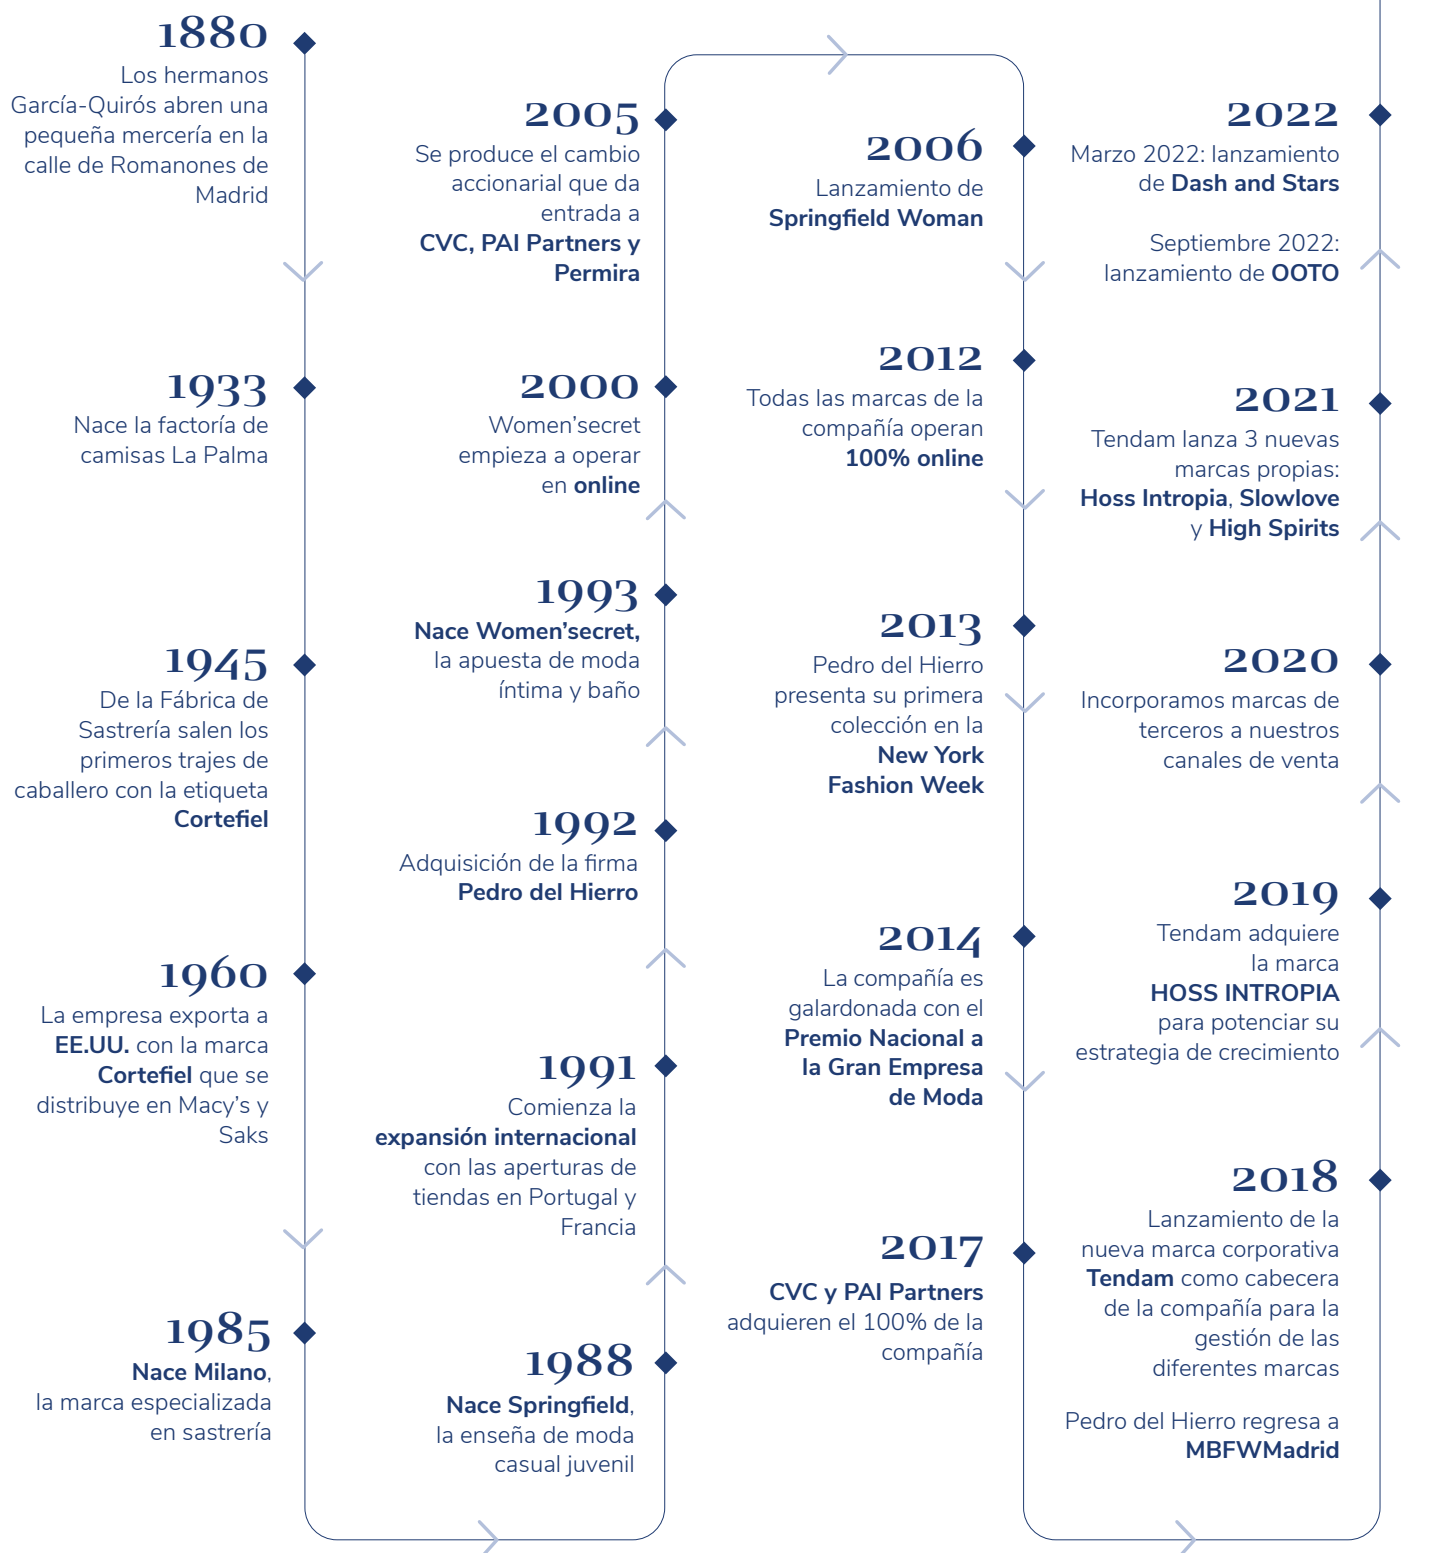 1880
Los hermanos
García-Quirós abren una
pequeña mercería en la
calle de Romanones de
Madrid
1933
Nace la factoría de
camisas La Palma
1945
De la Fábrica de
Sastrería salen los
primeros trajes de
caballero con la etiqueta
Cortefiel
1960
La empresa exporta a
EE.UU. con la marca
Cortefiel que se
distribuye en Macy’s y
Saks
1985
Nace Milano,
la marca especializada
en sastrería
1988
Nace Springfield,
la enseña de moda
casual juvenil
1991
Comienza la
expansión internacional
con las aperturas de
tiendas en Portugal y
Francia
1992
Adquisición de la firma
Pedro del Hierro
1993
Nace Women’secret,
la apuesta de moda
íntima y baño
2000
Women’secret
empieza a operar
en online
2005
Se produce el cambio
accionarial que da
entrada a
CVC, PAI Partners y
Permira
2006
Lanzamiento de
Springfield Woman
2012
Todas las marcas de la
compañía operan
100% online
2013
Pedro del Hierro
presenta su primera
colección en la
New York
Fashion Week
2014
La compañía es
galardonada con el
Premio Nacional a
la Gran Empresa
de Moda
2017
CVC y PAI Partners
adquieren el 100% de la
compañía
2018
Lanzamiento de la
nueva marca corporativa
Tendam como cabecera
de la compañía para la
gestión de las
diferentes marcas
Pedro del Hierro regresa a
MBFWMadrid
2019
Tendam adquiere
la marca
HOSS INTROPIA
para potenciar su
estrategia de crecimiento
2020
Incorporamos marcas de
terceros a nuestros
canales de venta
2021
Tendam lanza 3 nuevas
marcas propias:
Hoss Intropia, Slowlove
y High Spirits
2022
Marzo 2022: lanzamiento
de Dash and Stars
Septiembre 2022:
lanzamiento de OOTO